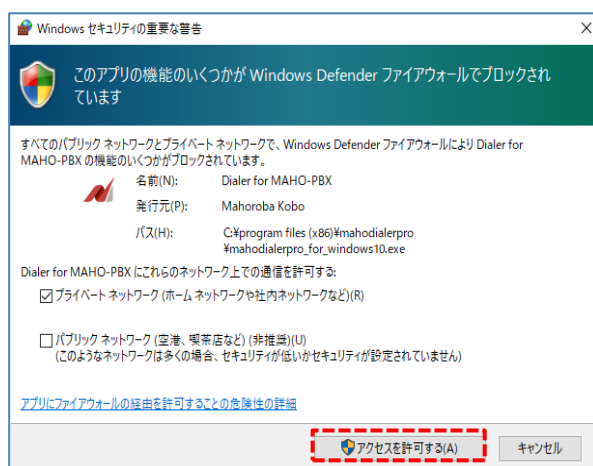 Windows セキュリティの重要な警告
このアプリの機能のいくつかが Windows Defender ファイアウォールでブロックされ
ています
すべてのパブリック ネットワークとプライベート ネットワークで、Windows Defender ファイアウォールにより Dialer for
MAHO-PBX の機能のいくつかがブロックされています。
名前(N): Dialer for MAHO-PBX
発行元(P): Mahoroba Kobo
パス(H): C:¥program files (x86)¥mahodialerpro
¥mahodialerpro_for_windows10.exe
Dialer for MAHO-PBX にこれらのネットワーク上での通信を許可する:
プライベート ネットワーク (ホーム ネットワークや社内ネットワークなど)(R)
パブリック ネットワーク (空港、喫茶店など) (非推奨)(U)
(このようなネットワークは多くの場合、セキュリティが低いかセキュリティが設定されていません)
アプリにファイアウォールの経由を許可することの危険性の詳細
アクセスを許可する(A) キャンセル